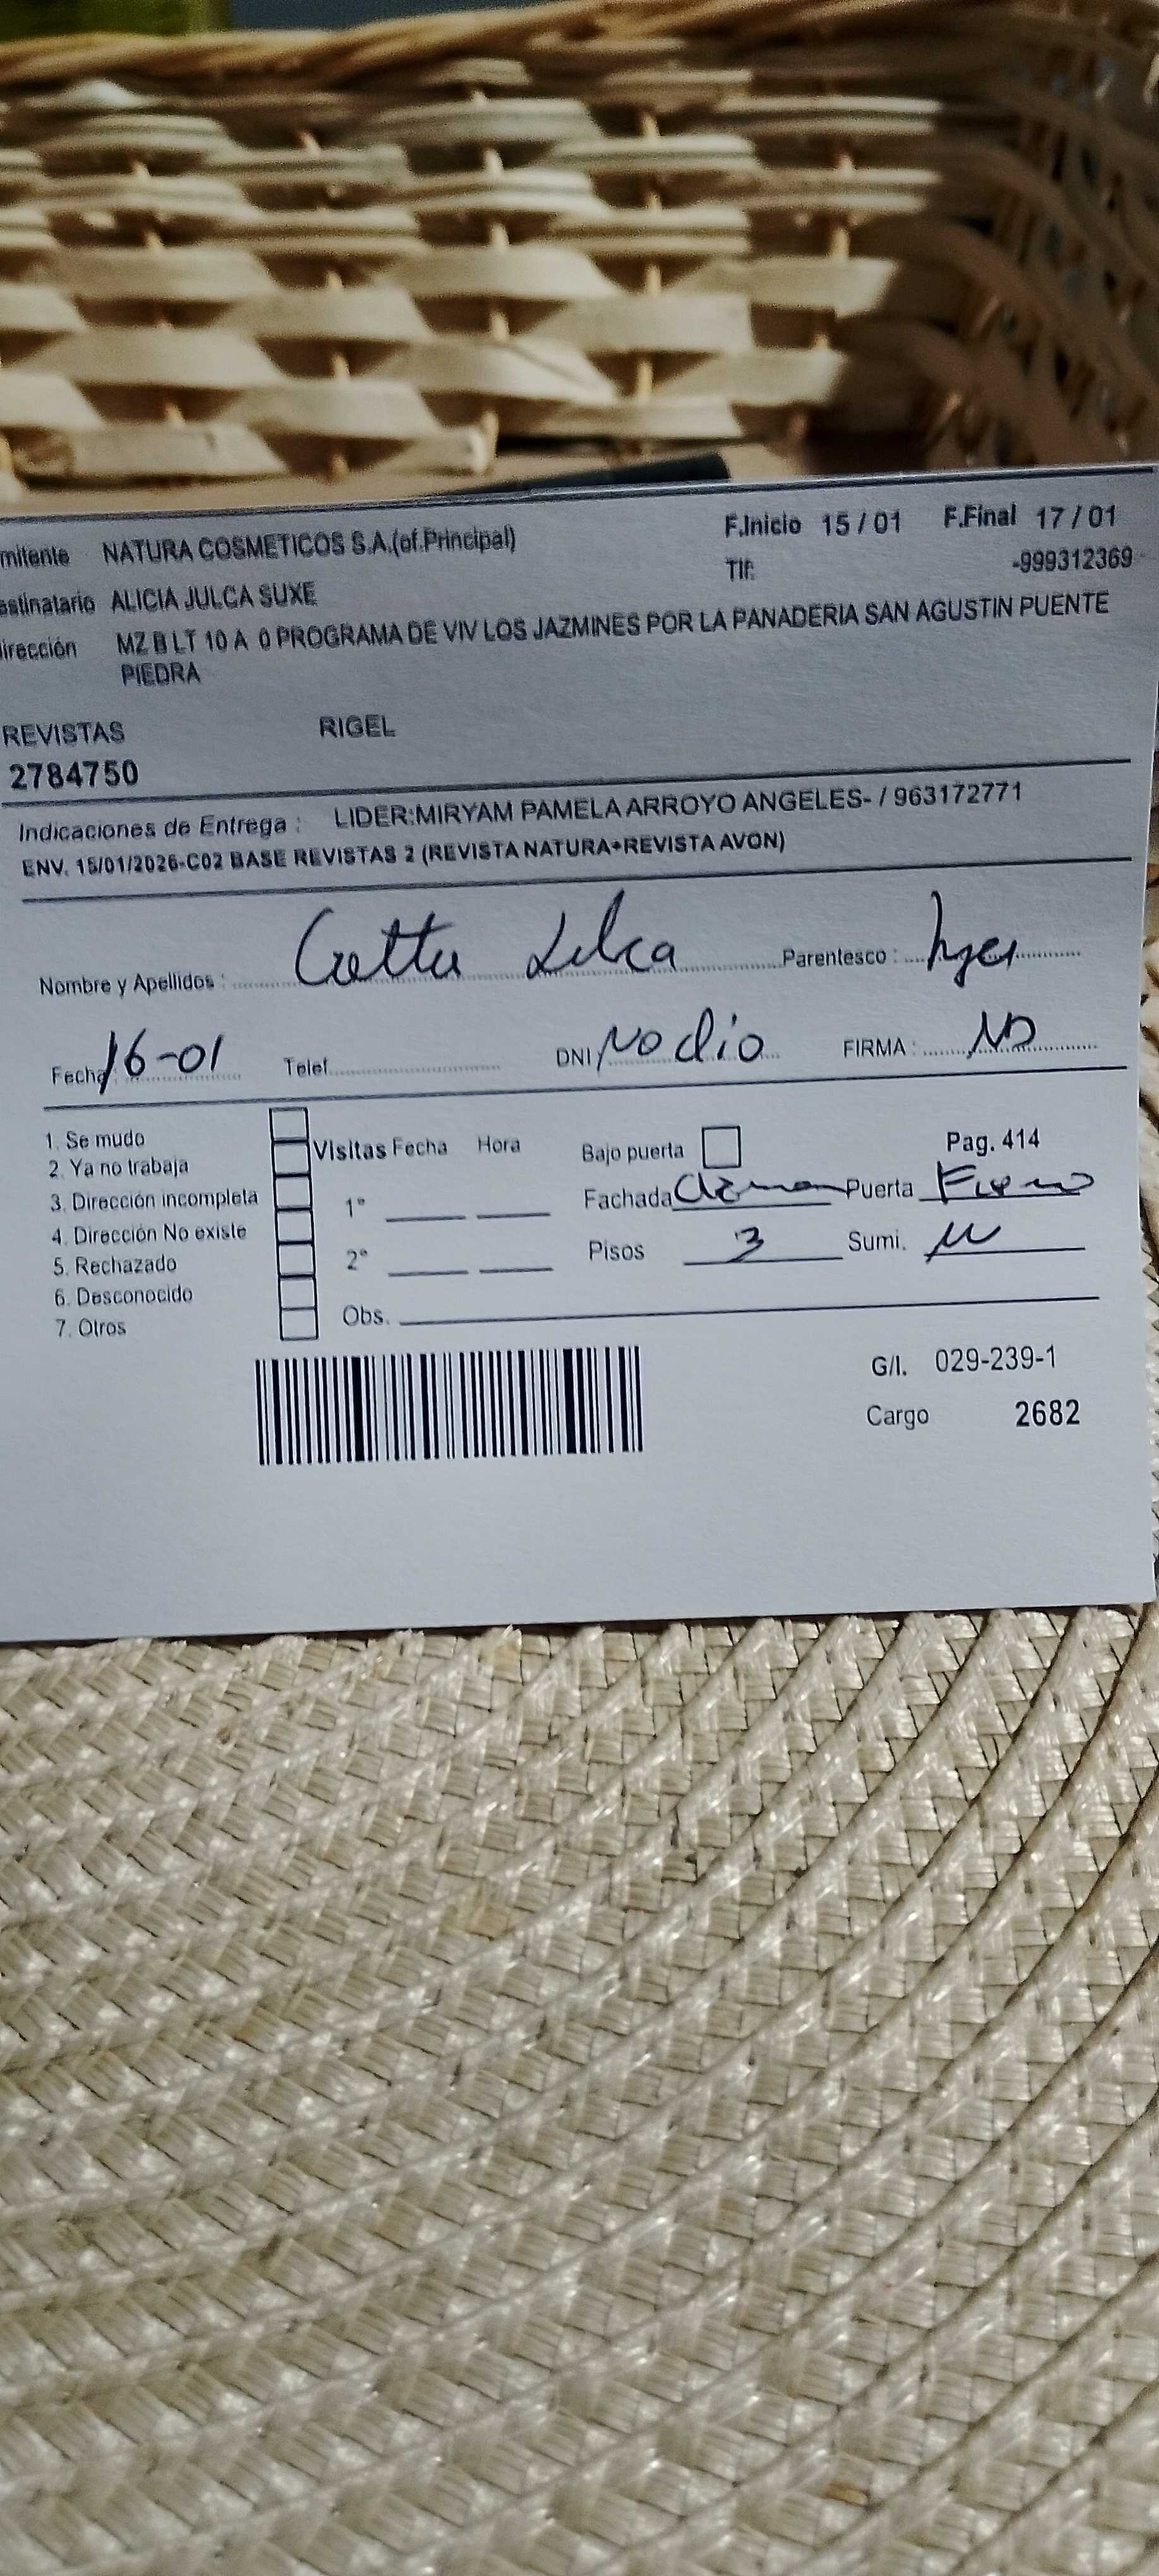 mitente NATURA COSMETICOS S.A.(of.Principal) F.Inicio 15/01 F.Final 17/01
Tlf: -999312369
estinatario ALICIA JULCA SUXE
irección MZ B LT 10 A 0 PROGRAMA DE VIV LOS JAZMINES POR LA PANADERIA SAN AGUSTIN PUENTE
PIEDRA
REVISTAS RIGEL
2784750
Indicaciones de Entrega : LIDER:MIRYAM PAMELA ARROYO ANGELES- / 963172771
ENV. 15/01/2026-C02 BASE REVISTAS 2 (REVISTA NATURA+REVISTA AVON)
Nombre y Apellidos : Parentesco :
Fecha: 16-01 Telef. DNI No dio FIRMA : ND
1. Se mudo
2. Ya no trabaja
3. Dirección incompleta
4. Dirección No existe
5. Rechazado
6. Desconocido
7. Otros
Visitas Fecha Hora
1°
2°
Obs.
Bajo puerta Pag. 414
Fachada Puerta
Pisos 3 Sumi.
G/I. 029-239-1
Cargo 2682